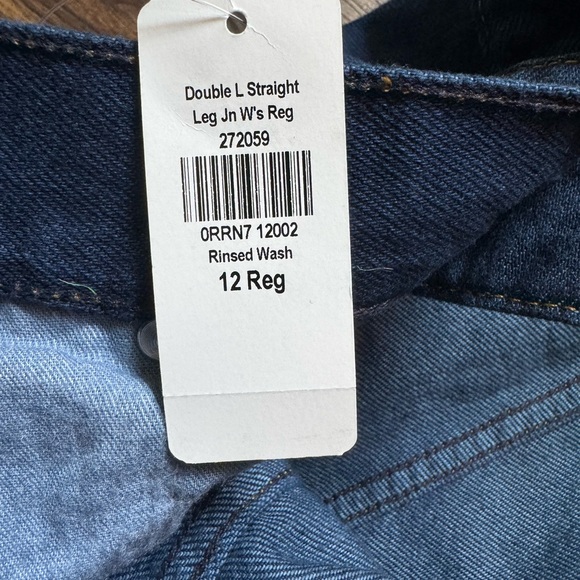 Double L Straight
Leg Jn W's Reg
272059
0RRN7 12002
Rinsed Wash
12 Reg